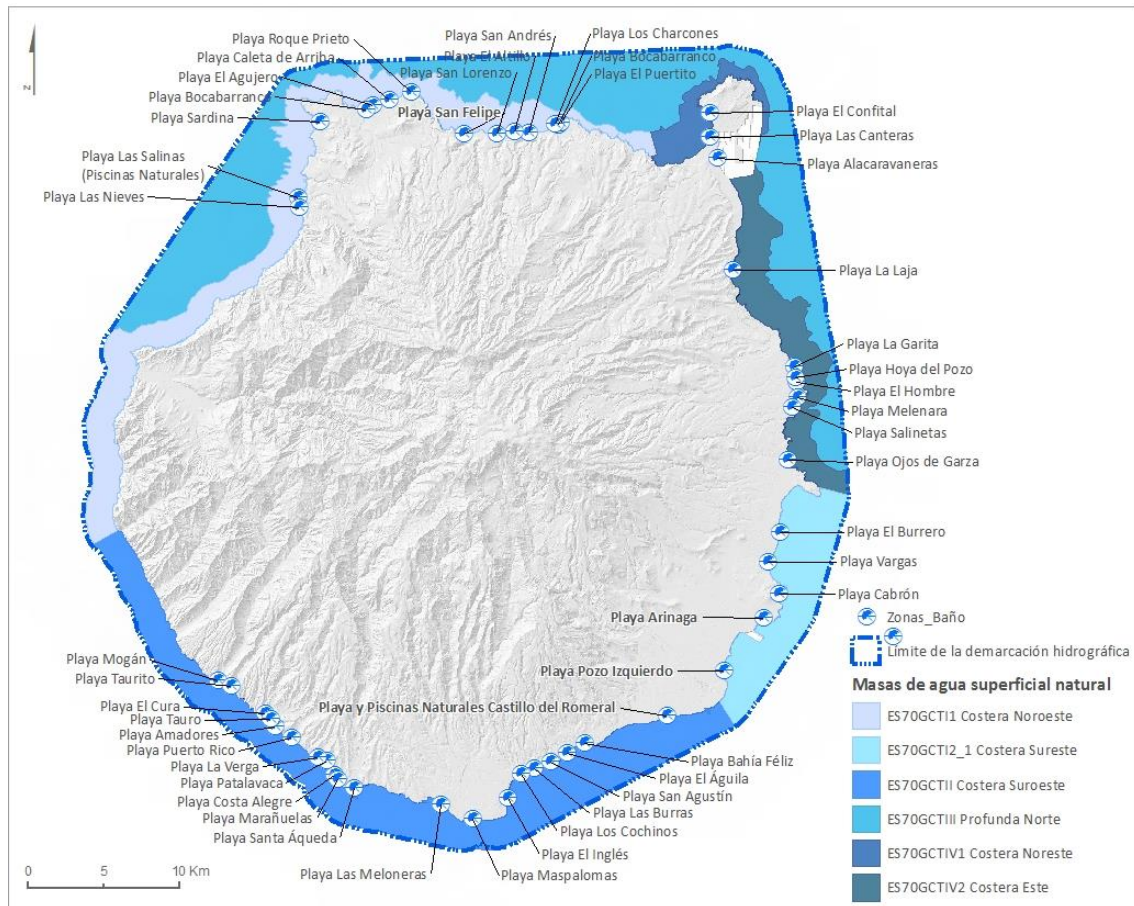 Playa San Andrés
Playa Los Charcones
Playa Roque Prieto
Playa El Altillo
Playa Bocabarranco
Playa Caleta de Arriba
Playa San Lorenzo
Playa El Puertito
Playa El Agujero
Playa Bocabarranco
Playa San Felipe
Playa El Confital
Playa Sardina
Playa Las Canteras
Playa Las Salinas
(Piscinas Naturales)
Playa Alacaravaneras
Playa Las Nieves
z
Playa La Laja
Playa La Garita
Playa Hoya del Pozo
Playa El Hombre
Playa Melenara
Playa Salinetas
Playa Ojos de Garza
Playa El Burrero
Playa Vargas
Playa Cabrón
Playa Arinaga
Playa Pozo Izquierdo
Playa Mogán
Playa Taurito
Playa El Cura
Playa y Piscinas Naturales Castillo del Romeral
Playa Tauro
Playa Amadores
Playa Puerto Rico
Playa La Verga
Playa Patalavaca
Playa Costa Alegre
Playa Marañuelas
Playa Santa Áqueda
Playa Las Meloneras
Playa Bahía Féliz
Playa El Águila
Playa San Agustín
Playa Las Burras
Playa Los Cochinos
Playa El Inglés
Playa Maspalomas
0 5 10 Km
Zonas_Baño
Límite de la demarcación hidrográfica
Masas de agua superficial natural
ES70GCTI1 Costera Noroeste
ES70GCTI2_1 Costera Sureste
ES70GCTII Costera Suroeste
ES70GCTIII Profunda Norte
ES70GCTIV1 Costera Noreste
ES70GCTIV2 Costera Este